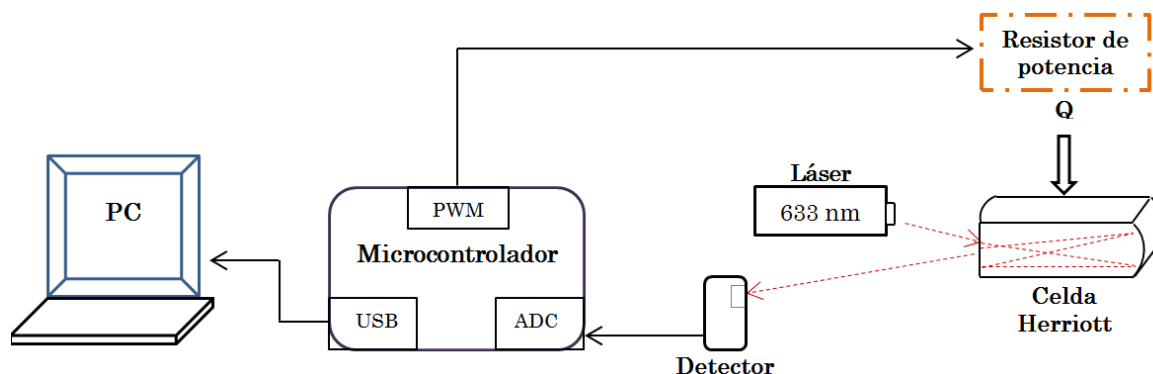 Resistor de
potencia
Q
Láser
633 nm
PC
PWM
Microcontrolador
USB
ADC
Celda
Herriott
Detector